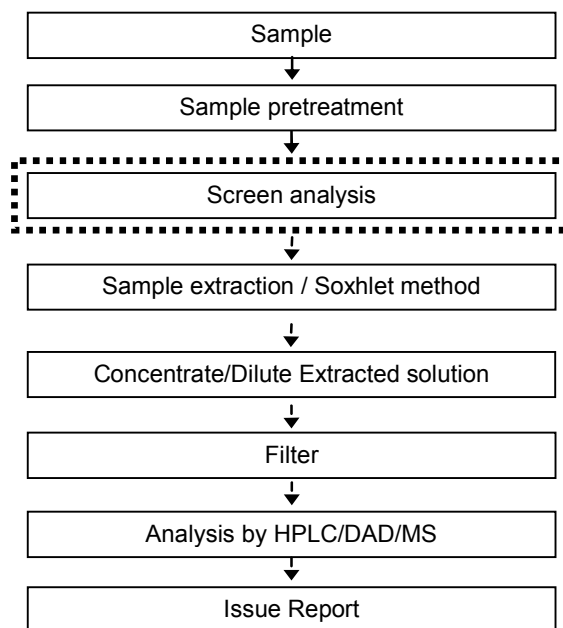 Sample
Sample pretreatment
Screen analysis
Sample extraction / Soxhlet method
Concentrate/Dilute Extracted solution
Filter
Analysis by HPLC/DAD/MS
Issue Report